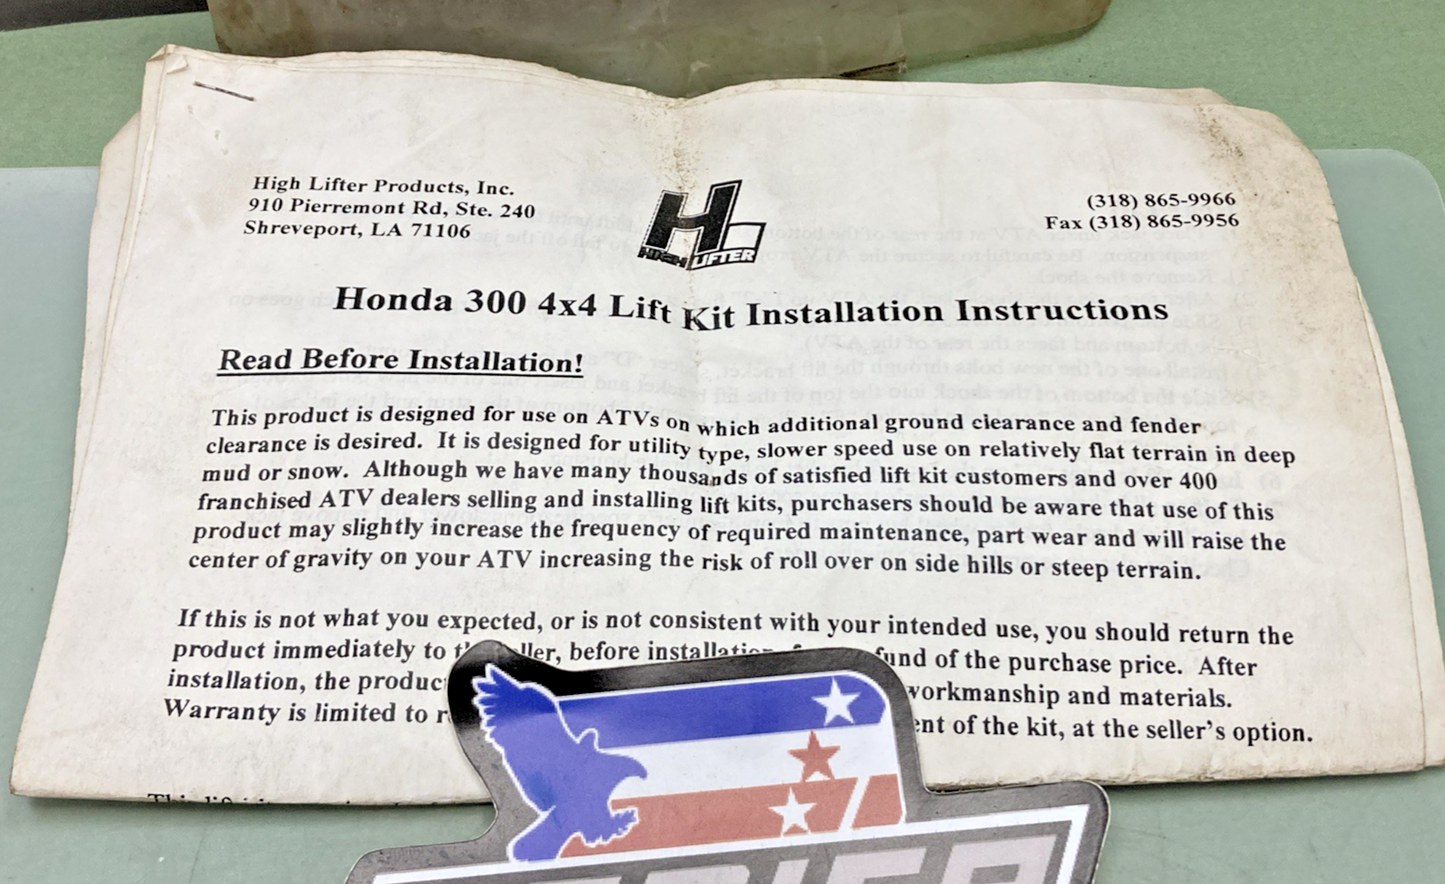 High Lifter Products, Inc.
910 Pierremont Rd, Ste. 240
Shreveport, LA 71106
HIGH LIFTER
(318) 865-9966
Fax (318) 865-9956
Honda 300 4x4 Lift Kit Installation Instructions
Read Before Installation!
This product is designed for use on ATVs on which additional ground clearance and fender
clearance is desired. It is designed for utility type, slower speed use on relatively flat terrain in deep
mud or snow. Although we have many thousands of satisfied lift kit customers and over 400
franchised ATV dealers selling and installing lift kits, purchasers should be aware that use of this
product may slightly increase the frequency of required maintenance, part wear and will raise the
center of gravity on your ATV increasing the risk of roll over on side hills or steep terrain.
If this is not what you expected, or is not consistent with your intended use, you should return the
product immediately to before installation of the purchase price. After
installation, the workmanship and materials.
Warranty is limited to of the kit, at the seller's option.